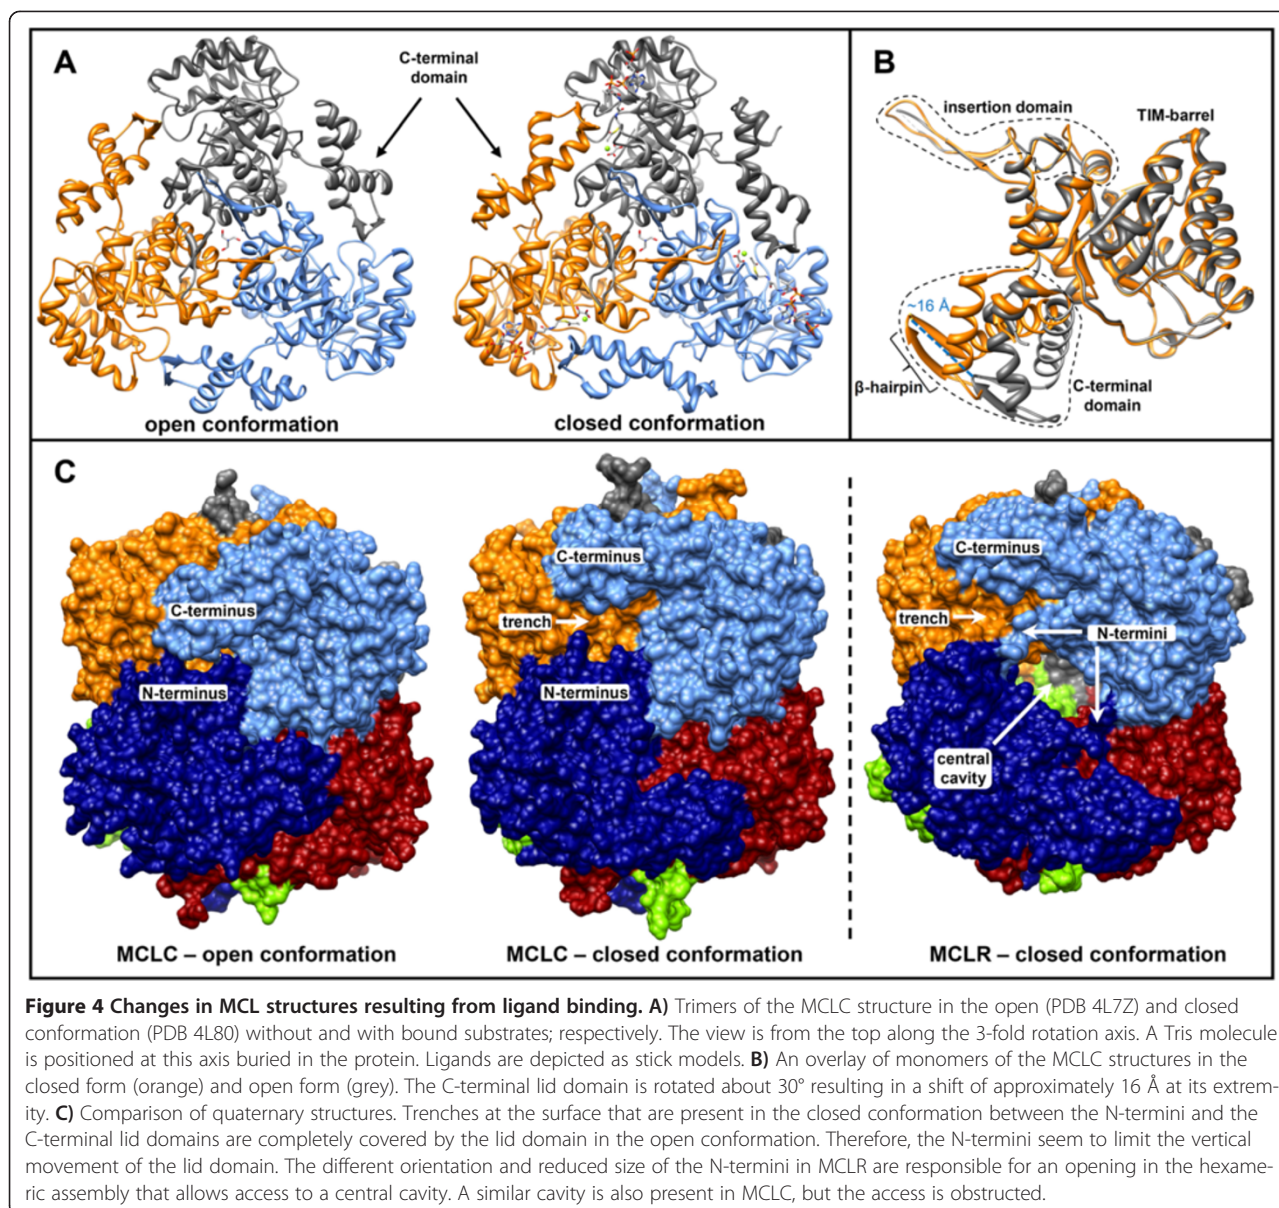 A
C-terminal
domain
open conformation
closed conformation
B
insertion domain
TIM-barrel
~16 Å
β-hairpin
C-terminal
domain
C
C-terminus
N-terminus
MCLC – open conformation
C-terminus
trench
N-terminus
MCLC – closed conformation
C-terminus
trench
N-termini
central
cavity
MCLR – closed conformation
Figure 4 Changes in MCL structures resulting from ligand binding. A) Trimers of the MCLC structure in the open (PDB 4L7Z) and closed
conformation (PDB 4L80) without and with bound substrates; respectively. The view is from the top along the 3-fold rotation axis. A Tris molecule
is positioned at this axis buried in the protein. Ligands are depicted as stick models. B) An overlay of monomers of the MCLC structures in the
closed form (orange) and open form (grey). The C-terminal lid domain is rotated about 30° resulting in a shift of approximately 16 Å at its extrem-
ity. C) Comparison of quaternary structures. Trenches at the surface that are present in the closed conformation between the N-termini and the
C-terminal lid domains are completely covered by the lid domain in the open conformation. Therefore, the N-termini seem to limit the vertical
movement of the lid domain. The different orientation and reduced size of the N-termini in MCLR are responsible for an opening in the hexame-
ric assembly that allows access to a central cavity. A similar cavity is also present in MCLC, but the access is obstructed.